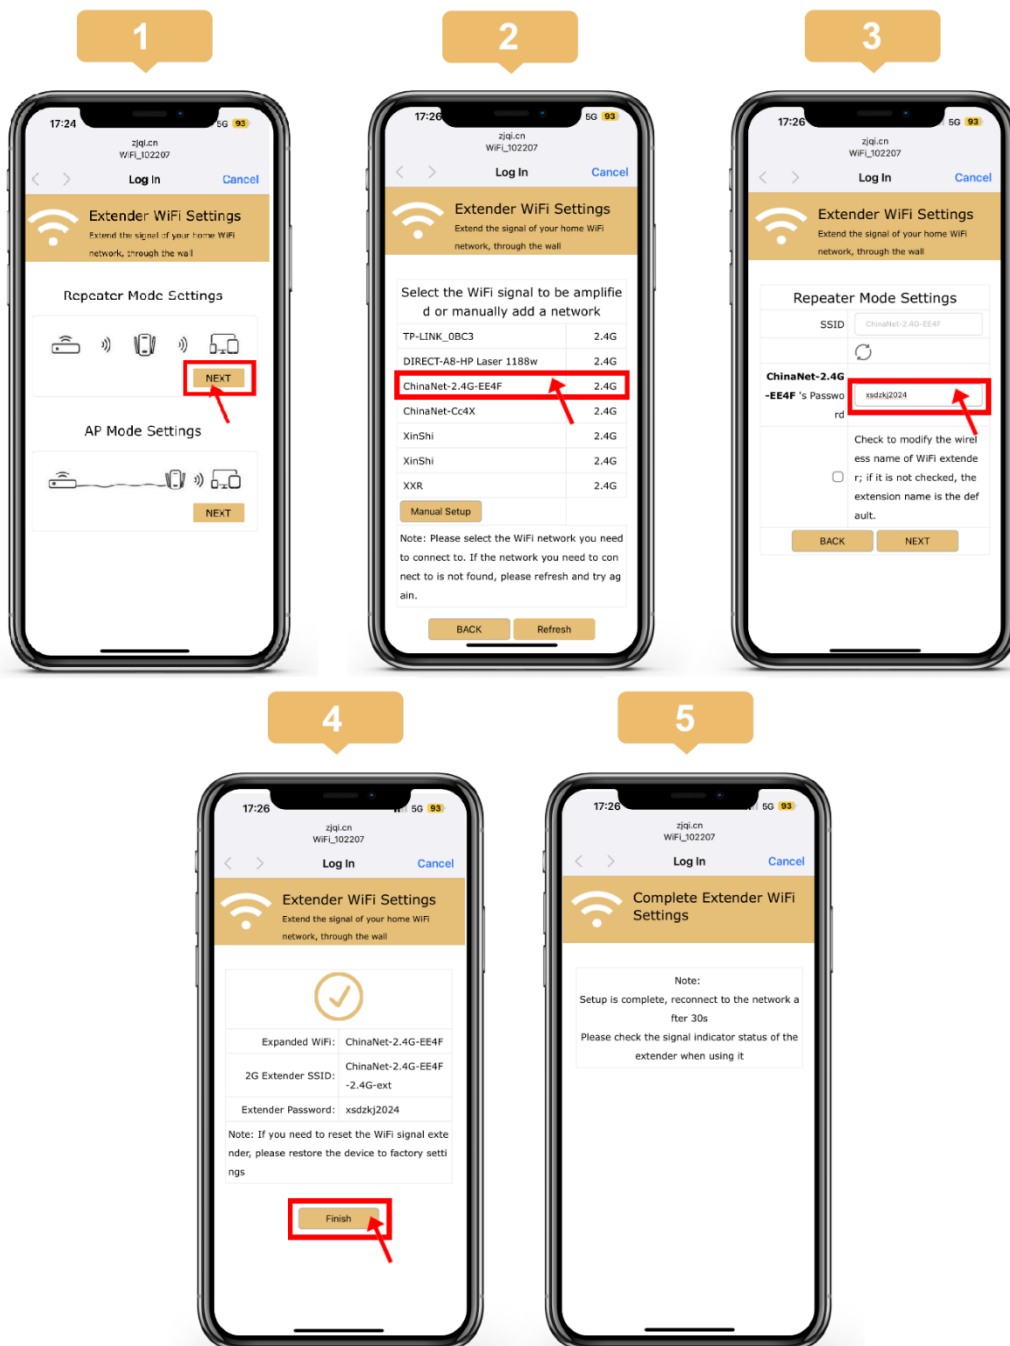 1
17:24
5G 93
zjqi.cn
WiFi_102207
Log In
Cancel
Extender WiFi Settings
Extend the signal of your home WiFi
network, through the wall
Repeater Mode Settings
NEXT
AP Mode Settings
NEXT
2
17:26
5G 93
zjqi.cn
WiFi_102207
Log In
Cancel
Extender WiFi Settings
Extend the signal of your home WiFi
network, through the wall
Select the WiFi signal to be amplifie
d or manually add a network
TP-LINK_0BC3 2.4G
DIRECT-A8-HP Laser 1188w 2.4G
ChinaNet-2.4G-EE4F 2.4G
ChinaNet-Cc4X 2.4G
XinShi 2.4G
XinShi 2.4G
XXR 2.4G
Manual Setup
Note: Please select the WiFi network you need
to connect to. If the network you need to con
nect to is not found, please refresh and try ag
ain.
BACK Refresh
3
17:26
5G 93
zjqi.cn
WiFi_102207
Log In
Cancel
Extender WiFi Settings
Extend the signal of your home WiFi
network, through the wall
Repeater Mode Settings
SSID ChinaNet-2.4G-EE4F
ChinaNet-2.4G
-EE4F 's Passwo
rd
xsdzkj2024
Check to modify the wirel
ess name of WiFi extende
r; if it is not checked, the
extension name is the def
ault.
BACK NEXT
4
17:26
5G 93
zjqi.cn
WiFi_102207
Log In
Cancel
Extender WiFi Settings
Extend the signal of your home WiFi
network, through the wall
Expanded WiFi: ChinaNet-2.4G-EE4F
2G Extender SSID: ChinaNet-2.4G-EE4F
-2.4G-ext
Extender Password: xsdzkj2024
Note: If you need to reset the WiFi signal exte
nder, please restore the device to factory setti
ngs
Finish
5
17:26
5G 93
zjqi.cn
WiFi_102207
Log In
Cancel
Complete Extender WiFi
Settings
Note:
Setup is complete, reconnect to the network a
fter 30s
Please check the signal indicator status of the
extender when using it